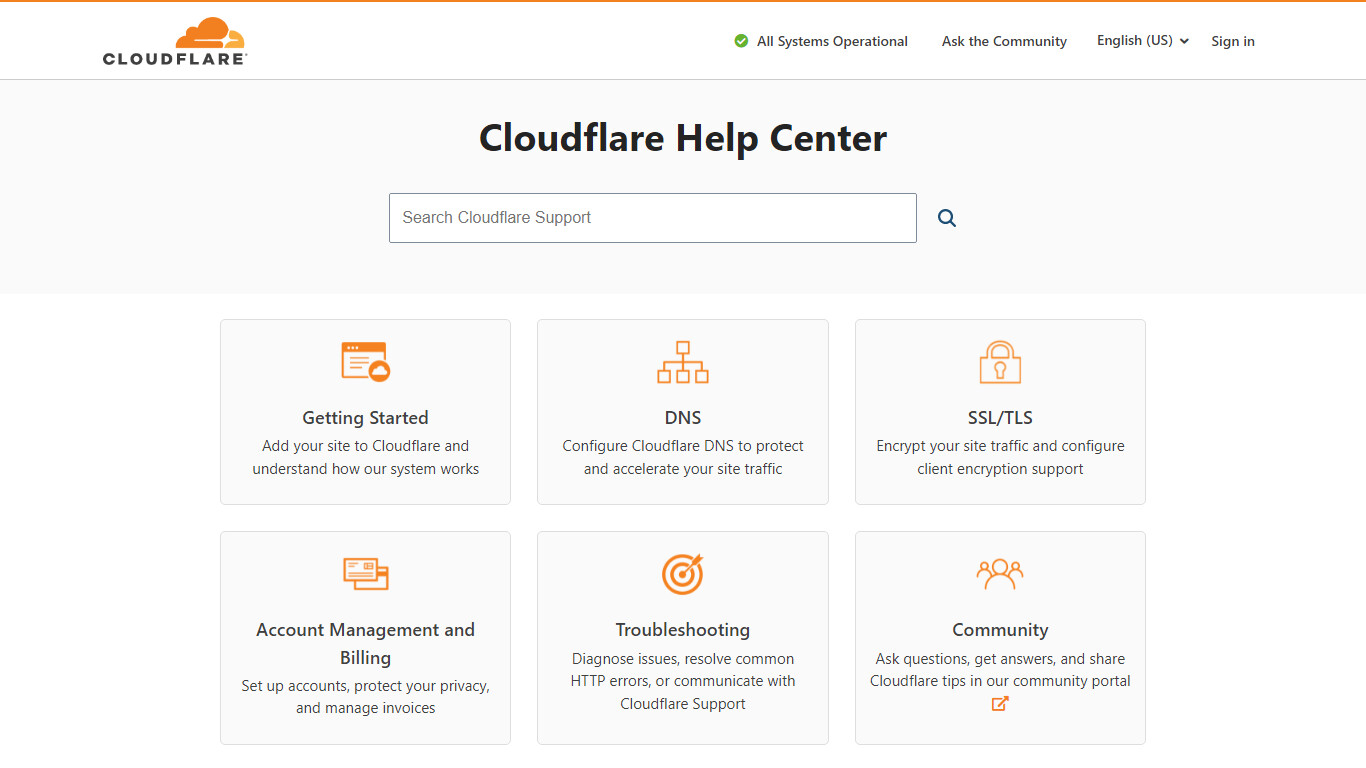 CLOUDFLARE
All Systems Operational
Ask the Community
English (US)
Sign in
Cloudflare Help Center
Search Cloudflare Support
Getting Started
Add your site to Cloudflare and
understand how our system works
DNS
Configure Cloudflare DNS to protect
and accelerate your site traffic
SSL/TLS
Encrypt your site traffic and configure
client encryption support
Account Management and
Billing
Set up accounts, protect your privacy,
and manage invoices
Troubleshooting
Diagnose issues, resolve common
HTTP errors, or communicate with
Cloudflare Support
Community
Ask questions, get answers, and share
Cloudflare tips in our community portal